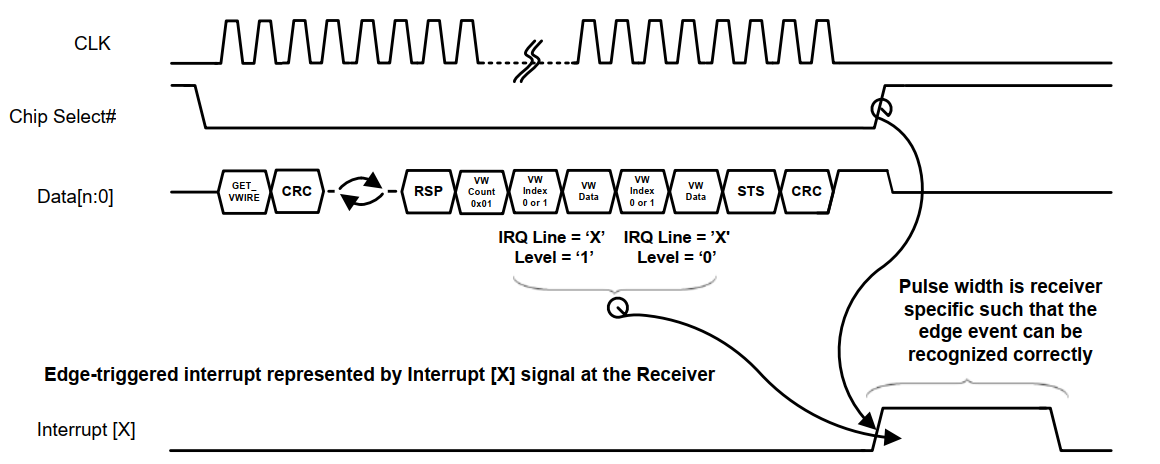 CLK
Chip Select#
Data[n:0]
GET_
VWIRE
CRC
RSP
VW
Count
0x01
VW
Index
0 or 1
VW
Data
VW
Index
0 or 1
VW
Data
STS
CRC
IRQ Line = ‘X’
Level = ‘1’
IRQ Line = ’X'
Level = ‘0’
Pulse width is receiver
specific such that the
edge event can be
recognized correctly
Edge-triggered interrupt represented by Interrupt [X] signal at the Receiver
Interrupt [X]